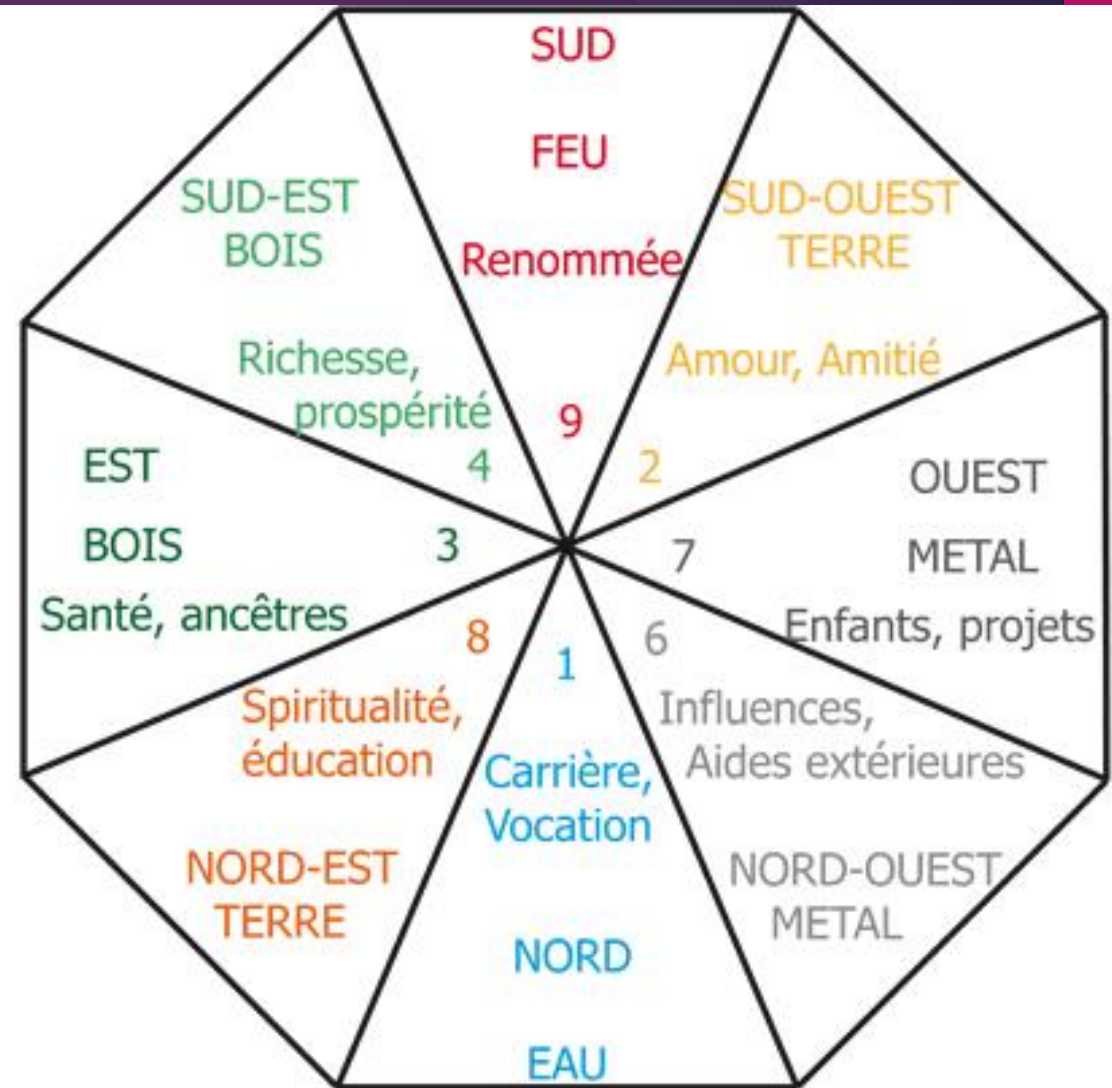 SUD
FEU
Renommée
9
SUD-OUEST
TERRE
Amour, Amitié
2
OUEST
METAL
Enfants, projets
7
6
Influences,
Aides extérieures
NORD-OUEST
METAL
1
Carrière,
Vocation
NORD
EAU
8
Spiritualité,
éducation
NORD-EST
TERRE
EST
BOIS
Santé, ancêtres
3
SUD-EST
BOIS
Richesse,
prospérité
4